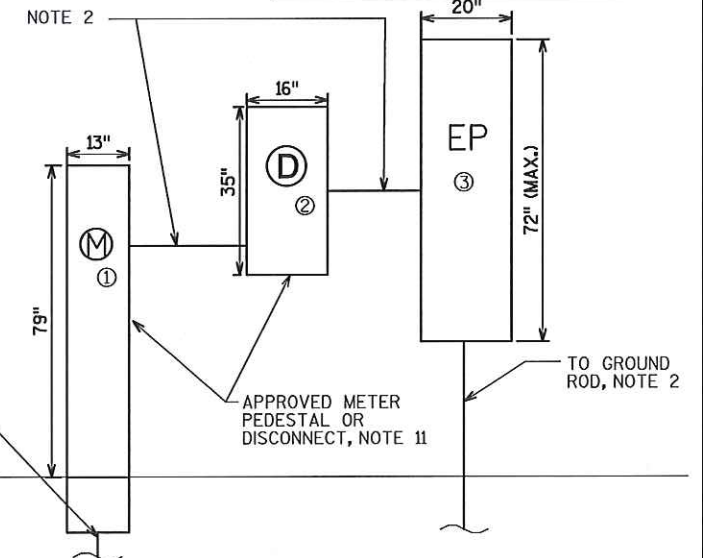 20"
NOTE 2
16"
EP
13"
D
35"
③
72" (MAX.)
②
M
①
79"
TO GROUND
ROD, NOTE 2
APPROVED METER
PEDESTAL OR
DISCONNECT, NOTE 11